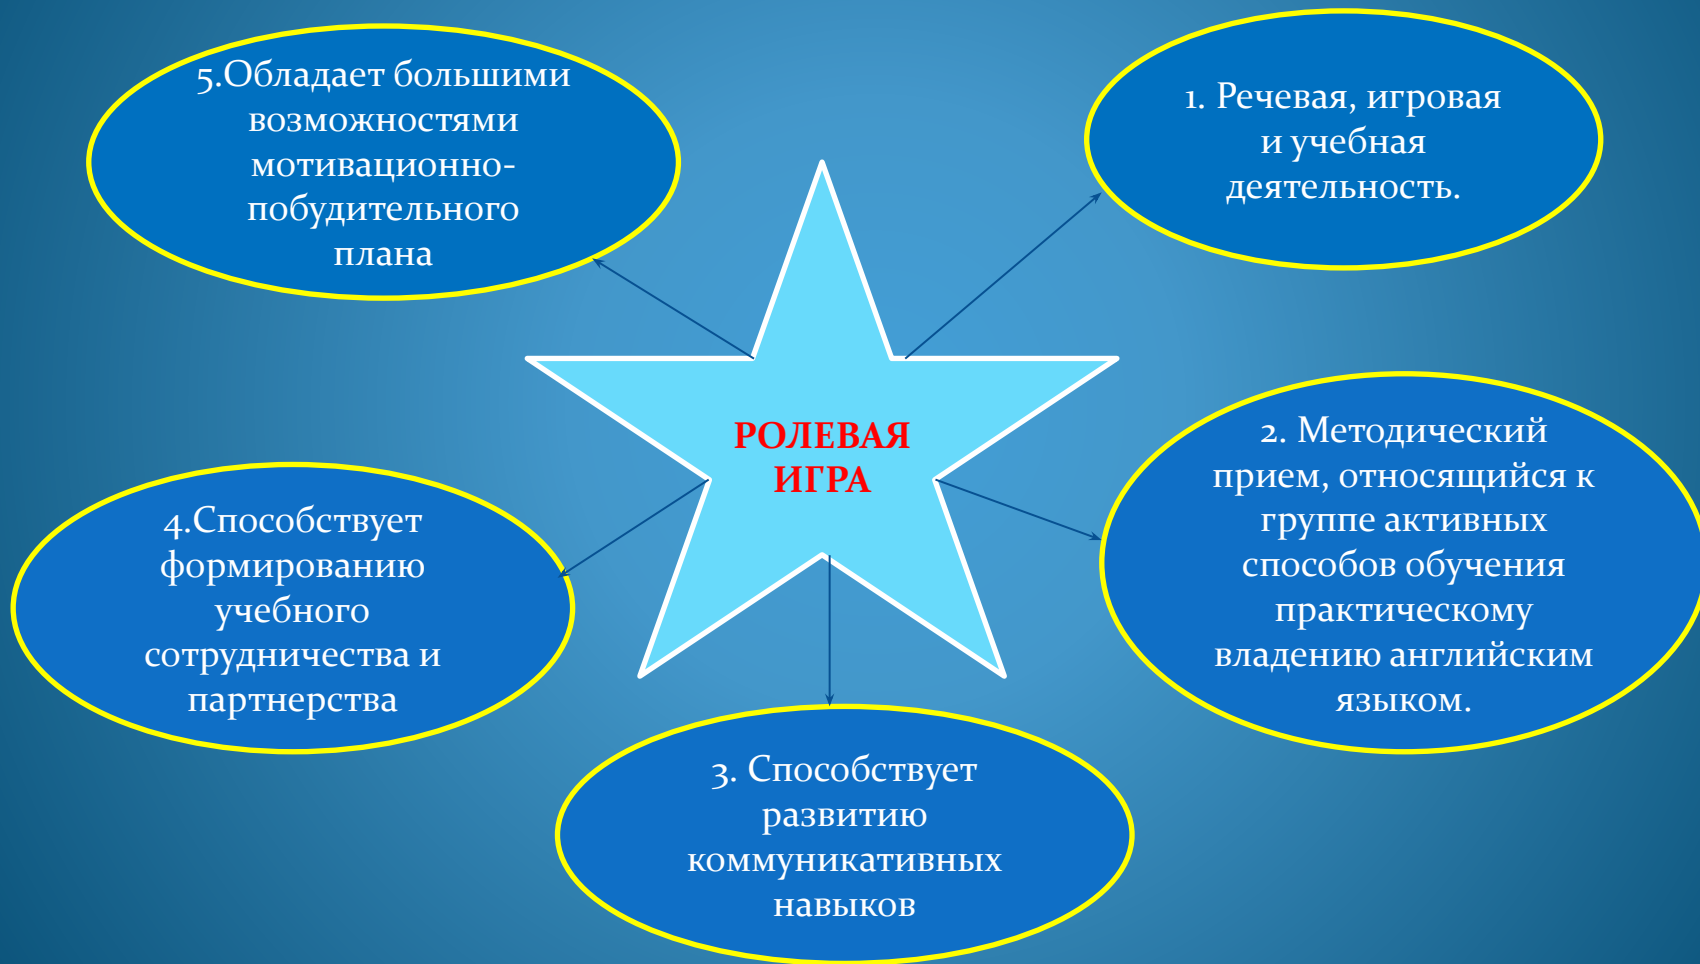 РОЛЕВАЯ
ИГРА
1. Речевая, игровая
и учебная
деятельность.
2. Методический
прием, относящийся к
группе активных
способов обучения
практическому
владению английским
языком.
3. Способствует
развитию
коммуникативных
навыков
4.Способствует
формированию
учебного
сотрудничества и
партнерства
5.Обладает большими
возможностями
мотивационно-
побудительного
плана